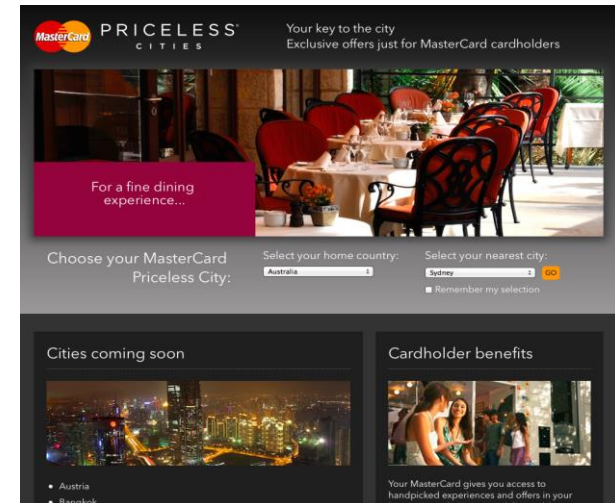 MasterCard
PRICELESS®
CITIES
Your key to the city
Exclusive offers just for MasterCard cardholders
For a fine dining
experience...
Choose your MasterCard
Priceless City:
Select your home country:
Australia
Select your nearest city:
Sydney
GO
Remember my selection
Cities coming soon
• Austria
• Bangkok
Cardholder benefits
Your MasterCard gives you access to
handpicked experiences and offers in your